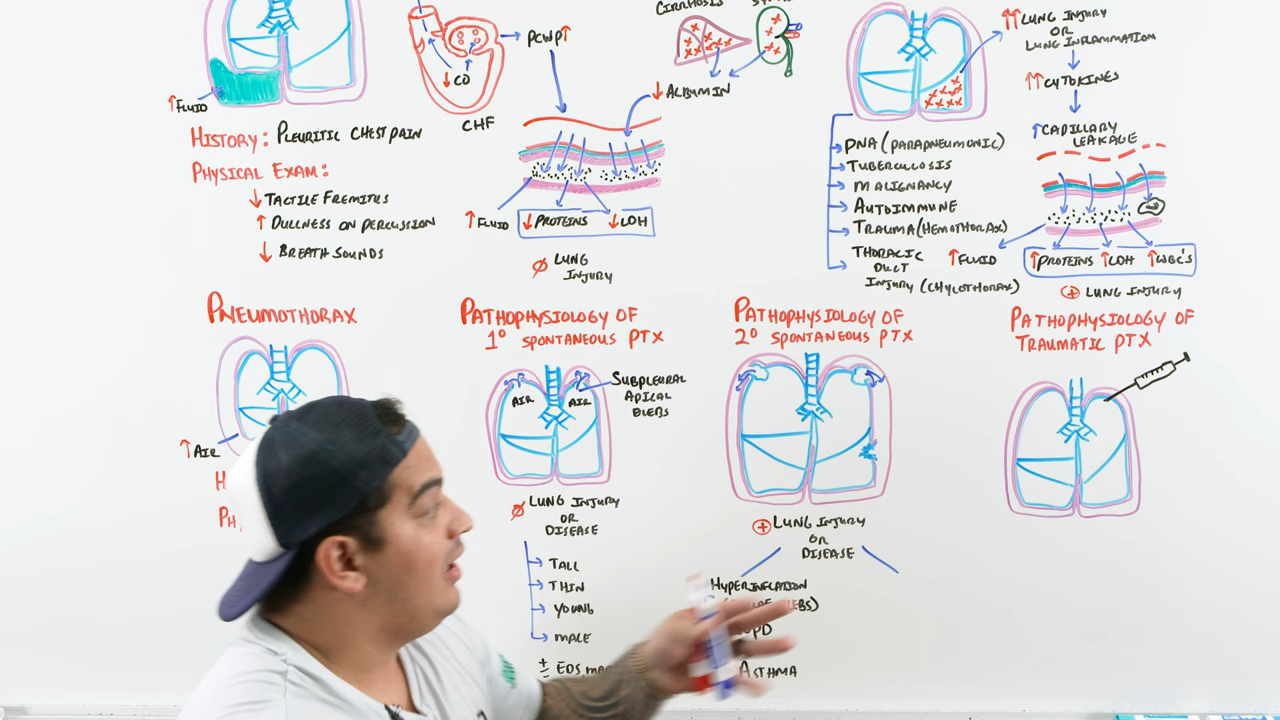 CIRRHOSIS
↑FLUID
↓CO
PCWP↑
CHF
↓ALBUMIN
↑↑LUNG INJURY
OR
LUNG INFLAMMATION
↑↑CYTOKINES
↑CAPILLARY
LEAKAGE
HISTORY: PLEURITIC CHEST PAIN
PHYSICAL EXAM:
↓ TACTILE FREMITUS
↑ DULLNESS ON PERCUSSION
↓ BREATH SOUNDS
↑FLUID
↓PROTEINS ↓LDH
Ø LUNG
INJURY
PNA (PARAPNEUMONIC)
TUBERCULOSIS
MALIGNANCY
AUTOIMMUNE
TRAUMA (HEMOTHORAX)
THORACIC
DUCT
INJURY (CHYLOTHORAX)
↑FLUID
↑PROTEINS ↑LDH ↑WBC'S
⊕ LUNG INJURY
PNEUMOTHORAX
↑AIR
PATHOPHYSIOLOGY OF
1° SPONTANEOUS PTX
AIR AIR
SUBPLEURAL
APICAL
BLEBS
Ø LUNG INJURY
OR
DISEASE
TALL
THIN
YOUNG
MALE
± EDS, MA
PATHOPHYSIOLOGY OF
2° SPONTANEOUS PTX
⊕ LUNG INJURY
OR
DISEASE
HYPERINFLATION
EBS)
PD
ASTHMA
PATHOPHYSIOLOGY OF
TRAUMATIC PTX